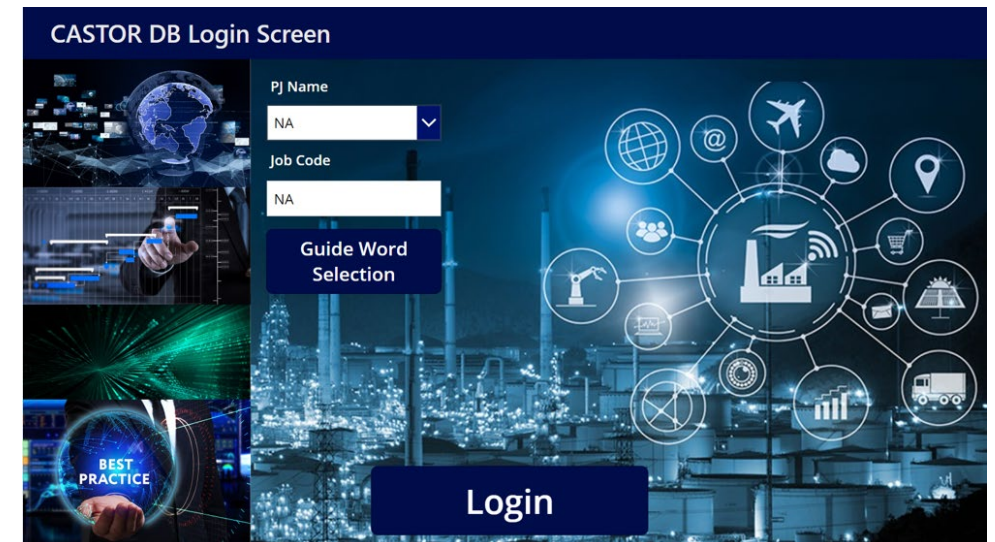 CASTOR DB Login Screen
PJ Name
NA
Job Code
NA
Guide Word
Selection
@
BEST
PRACTICE
Login